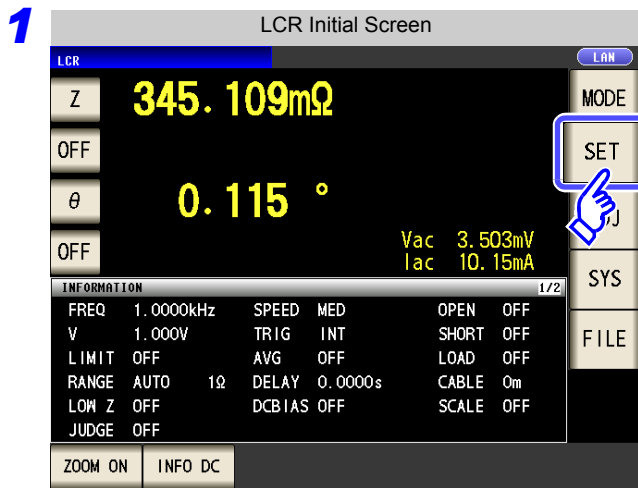 1
LCR Initial Screen
LCR
LAN
Z 345.109mΩ
MODE
OFF
SET
θ 0.115 °
OFF
Vac 3.503mV
Iac 10.15mA
SYS
INFORMATION 1/2
FREQ 1.0000kHz SPEED MED OPEN OFF
V 1.000V TRIG INT SHORT OFF
FILE
LIMIT OFF AVG OFF LOAD OFF
RANGE AUTO 1Ω DELAY 0.0000s CABLE 0m
LOW Z OFF DCBIAS OFF SCALE OFF
JUDGE OFF
ZOOM ON INFO DC